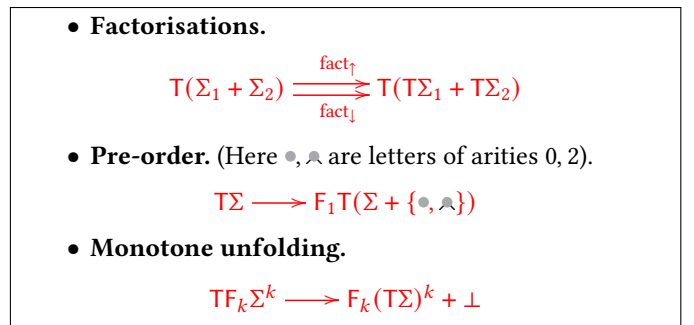 • Factorisations.
fact↑
T(Σ₁ + Σ₂) ⟶ T(TΣ₁ + TΣ₂)
fact↓
• Pre-order. (Here ●, ⋏ are letters of arities 0, 2).
TΣ ⟶ F₁T(Σ + {●, ⋏})
• Monotone unfolding.
TFₖΣᵏ ⟶ Fₖ(TΣ)ᵏ + ⊥